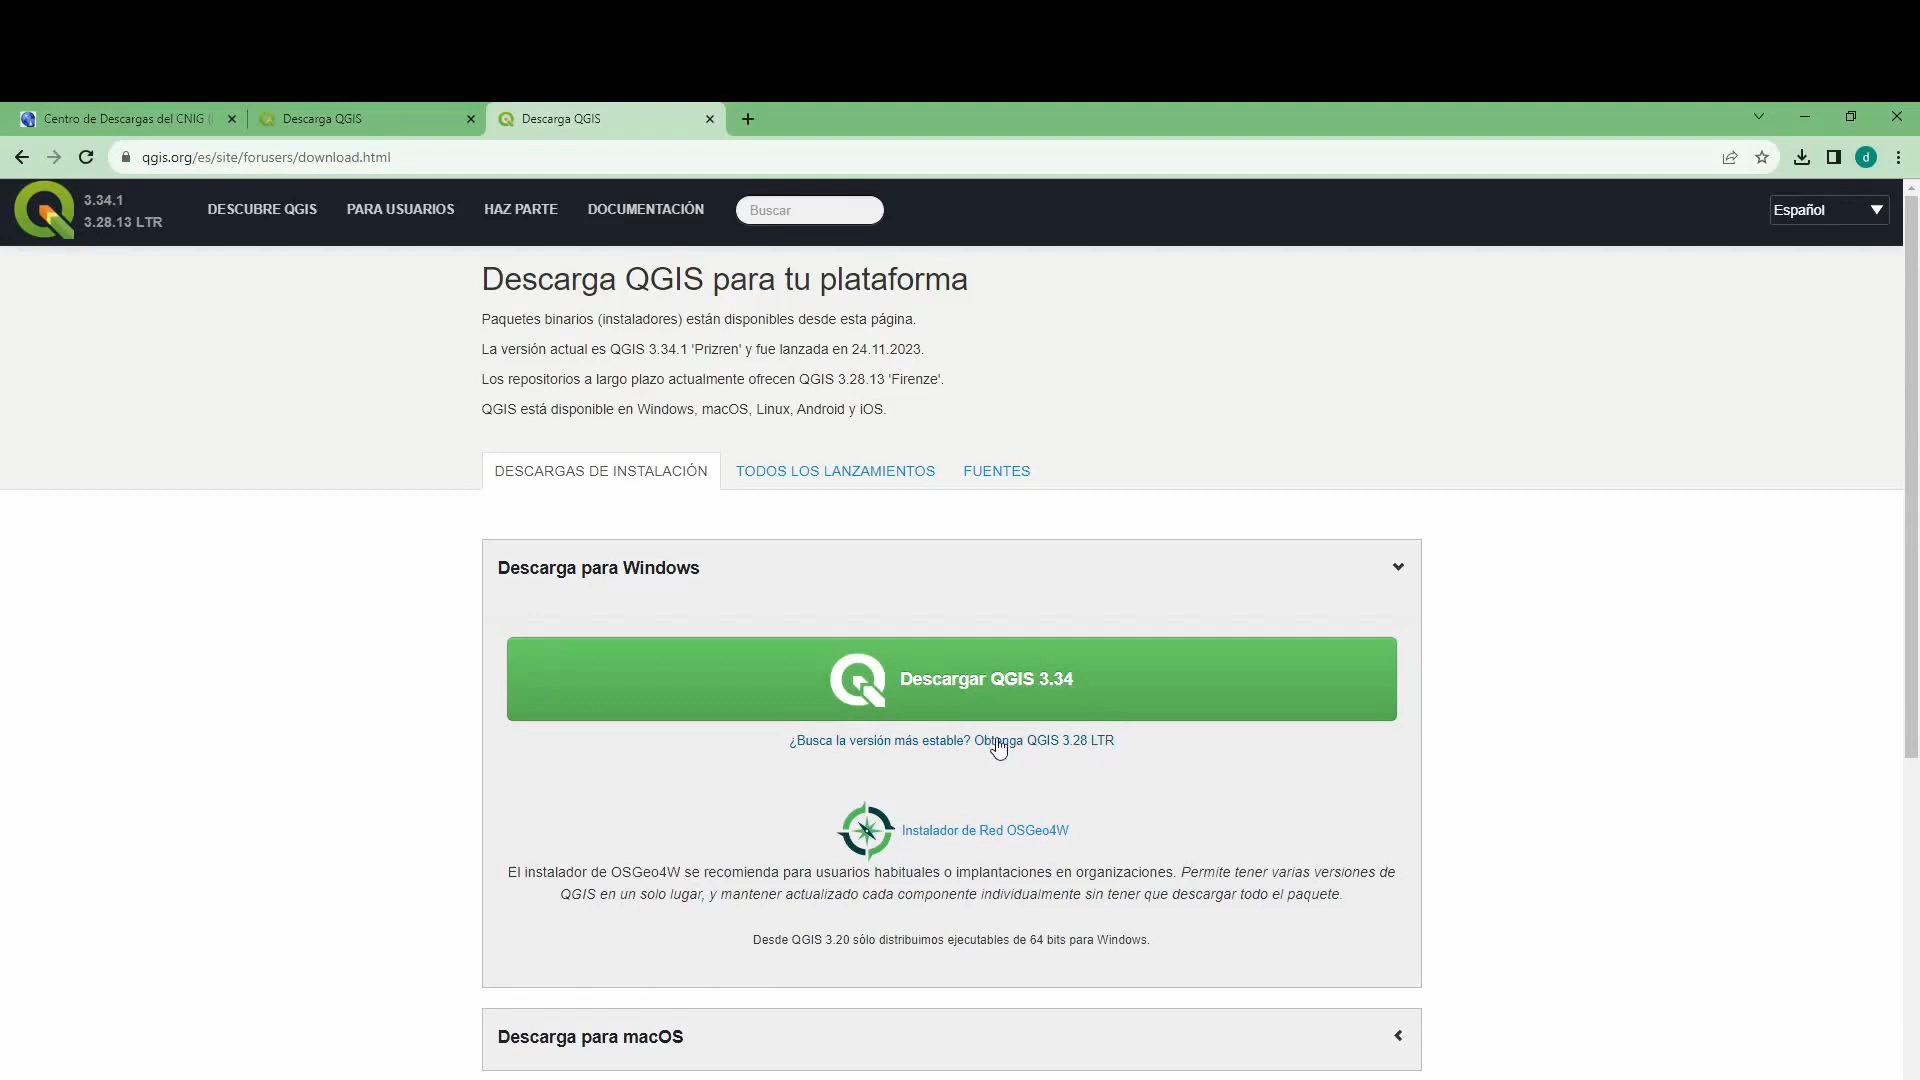 Centro de Descargas del CNIG (
Descarga QGIS
Descarga QGIS
qgis.org/es/site/forusers/download.html
d
3.34.1
3.28.13 LTR
DESCUBRE QGIS
PARA USUARIOS
HAZ PARTE
DOCUMENTACIÓN
Buscar
Español
Descarga QGIS para tu plataforma
Paquetes binarios (instaladores) están disponibles desde esta página.
La versión actual es QGIS 3.34.1 'Prizren' y fue lanzada en 24.11.2023.
Los repositorios a largo plazo actualmente ofrecen QGIS 3.28.13 'Firenze'.
QGIS está disponible en Windows, macOS, Linux, Android y iOS.
DESCARGAS DE INSTALACIÓN
TODOS LOS LANZAMIENTOS
FUENTES
Descarga para Windows
Descargar QGIS 3.34
¿Busca la versión más estable? Obtenga QGIS 3.28 LTR
Instalador de Red OSGeo4W
El instalador de OSGeo4W se recomienda para usuarios habituales o implantaciones en organizaciones. Permite tener varias versiones de
QGIS en un solo lugar, y mantener actualizado cada componente individualmente sin tener que descargar todo el paquete.
Desde QGIS 3.20 sólo distribuimos ejecutables de 64 bits para Windows.
Descarga para macOS